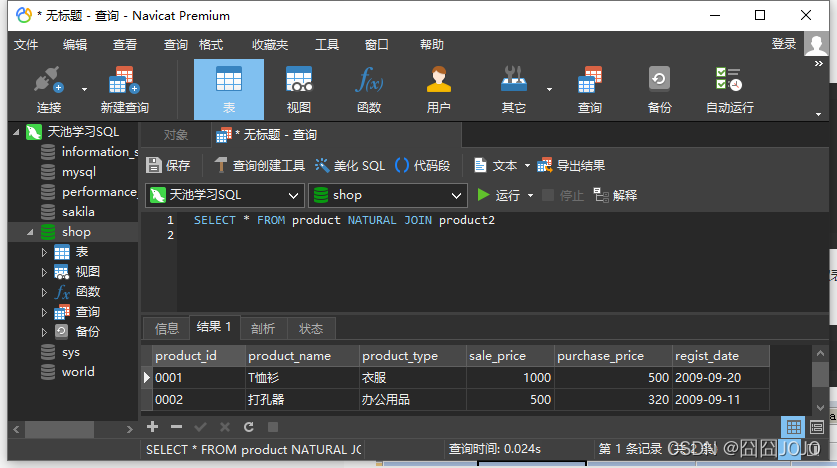 * 无标题 - 查询 - Navicat Premium
文件 编辑 查看 查询 格式 收藏夹 工具 窗口 帮助 登录
连接 新建查询 表 视图 函数 用户 其它 查询 备份 自动运行
天池学习SQL
information_s
mysql
performance_
sakila
shop
表
视图
函数
查询
备份
sys
world
对象 * 无标题 - 查询
保存 查询创建工具 美化 SQL 代码段 文本 导出结果
天池学习SQL shop 运行 停止 解释
1 SELECT * FROM product NATURAL JOIN product2
2
信息 结果 1 剖析 状态
product_id product_name product_type sale_price purchase_price regist_date
0001 T恤衫 衣服 1000 500 2009-09-20
0002 打孔器 办公用品 500 320 2009-09-11
SELECT * FROM product NATURAL JC 查询时间: 0.024s 第 1 条记录
CSDN @囧囧JOJO